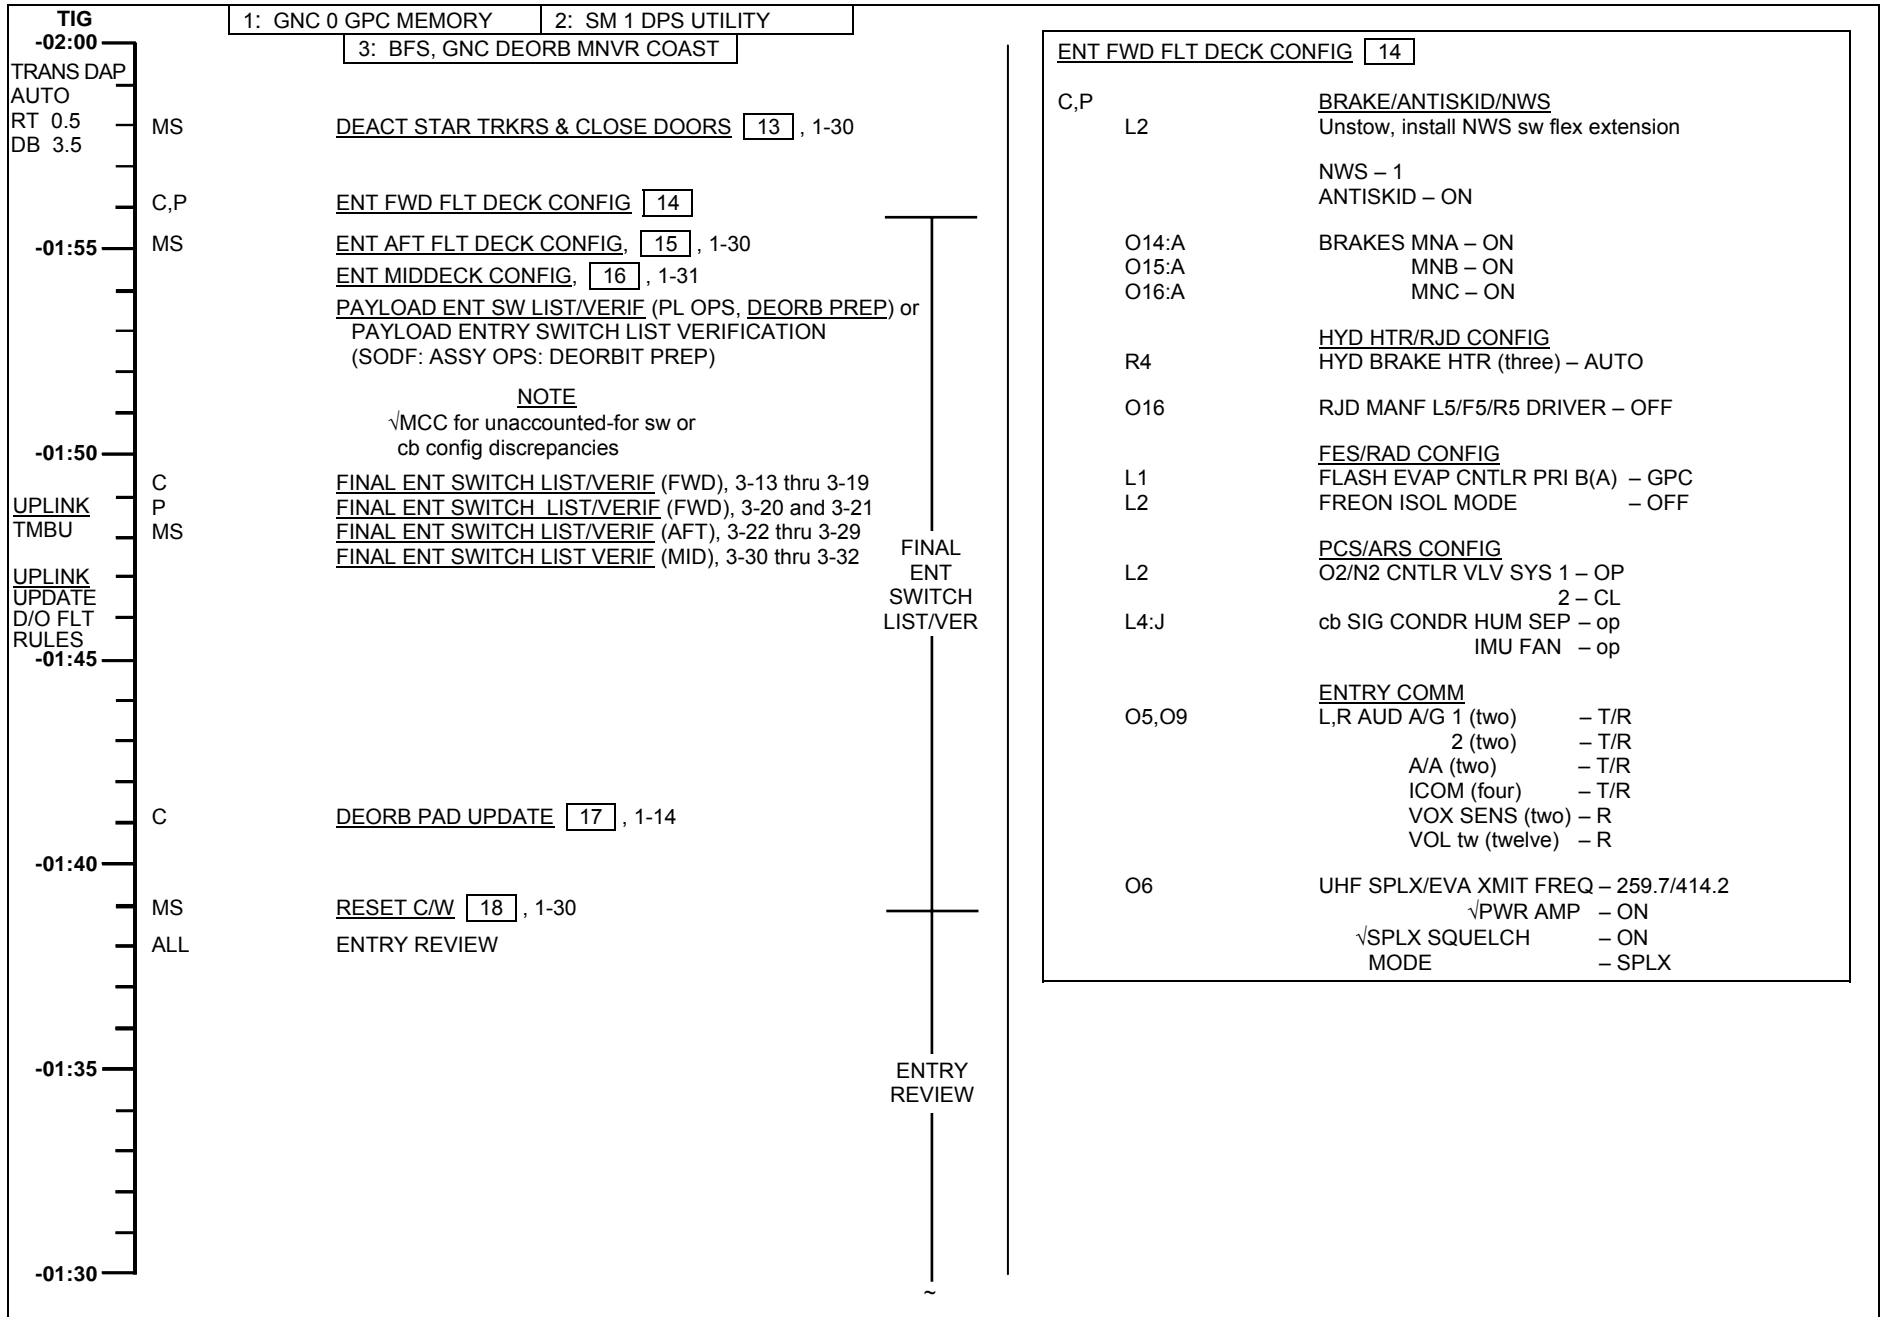 TIG
1: GNC 0 GPC MEMORY
2: SM 1 DPS UTILITY
3: BFS, GNC DEORB MNVR COAST
-02:00
TRANS DAP
AUTO
RT 0.5
DB 3.5
MS DEACT STAR TRKRS & CLOSE DOORS 13 , 1-30
C,P ENT FWD FLT DECK CONFIG 14
-01:55
MS ENT AFT FLT DECK CONFIG, 15 , 1-30
ENT MIDDECK CONFIG, 16 , 1-31
PAYLOAD ENT SW LIST/VERIF (PL OPS, DEORB PREP) or
PAYLOAD ENTRY SWITCH LIST VERIFICATION
(SODF: ASSY OPS: DEORBIT PREP)
NOTE
√MCC for unaccounted-for sw or
cb config discrepancies
-01:50
C FINAL ENT SWITCH LIST/VERIF (FWD), 3-13 thru 3-19
P FINAL ENT SWITCH LIST/VERIF (FWD), 3-20 and 3-21
MS FINAL ENT SWITCH LIST/VERIF (AFT), 3-22 thru 3-29
FINAL ENT SWITCH LIST VERIF (MID), 3-30 thru 3-32
UPLINK
TMBU
UPLINK
UPDATE
D/O FLT
RULES
-01:45
FINAL
ENT
SWITCH
LIST/VER
C DEORB PAD UPDATE 17 , 1-14
-01:40
MS RESET C/W 18 , 1-30
ALL ENTRY REVIEW
-01:35
ENTRY
REVIEW
-01:30
~
ENT FWD FLT DECK CONFIG 14
C,P BRAKE/ANTISKID/NWS
L2 Unstow, install NWS sw flex extension
NWS – 1
ANTISKID – ON
O14:A BRAKES MNA – ON
O15:A MNB – ON
O16:A MNC – ON
HYD HTR/RJD CONFIG
R4 HYD BRAKE HTR (three) – AUTO
O16 RJD MANF L5/F5/R5 DRIVER – OFF
FES/RAD CONFIG
L1 FLASH EVAP CNTLR PRI B(A) – GPC
L2 FREON ISOL MODE – OFF
PCS/ARS CONFIG
L2 O2/N2 CNTLR VLV SYS 1 – OP
2 – CL
L4:J cb SIG CONDR HUM SEP – op
IMU FAN – op
ENTRY COMM
O5,O9 L,R AUD A/G 1 (two) – T/R
2 (two) – T/R
A/A (two) – T/R
ICOM (four) – T/R
VOX SENS (two) – R
VOL tw (twelve) – R
O6 UHF SPLX/EVA XMIT FREQ – 259.7/414.2
√PWR AMP – ON
√SPLX SQUELCH – ON
MODE – SPLX